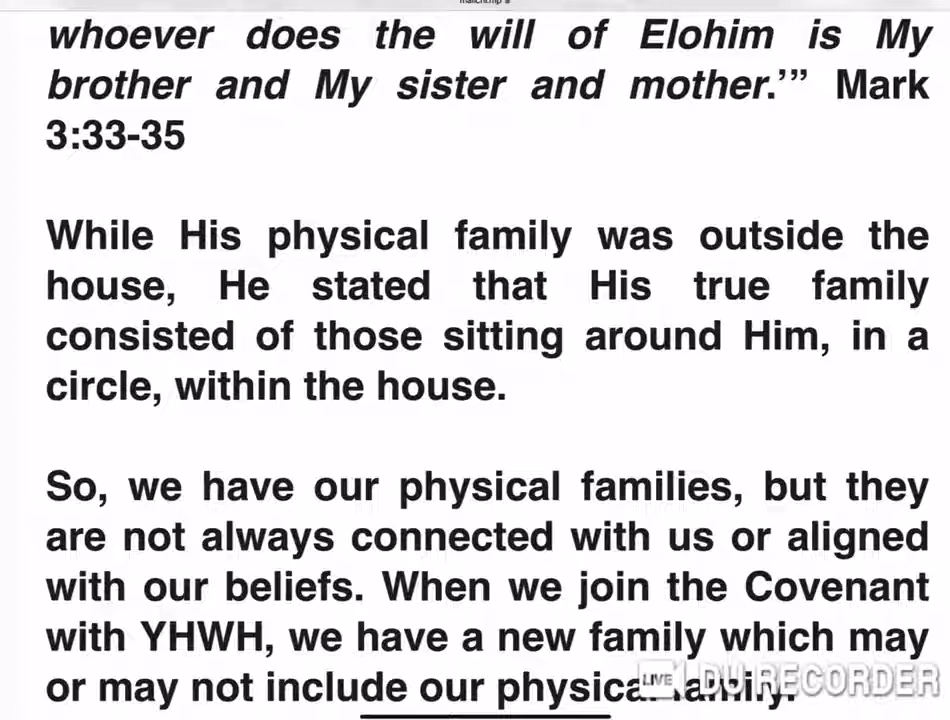 whoever does the will of Elohim is My
brother and My sister and mother.’” Mark
3:33-35
While His physical family was outside the
house, He stated that His true family
consisted of those sitting around Him, in a
circle, within the house.
So, we have our physical families, but they
are not always connected with us or aligned
with our beliefs. When we join the Covenant
with YHWH, we have a new family which may
or may not include our physical family.
LIVE DU RECORDER